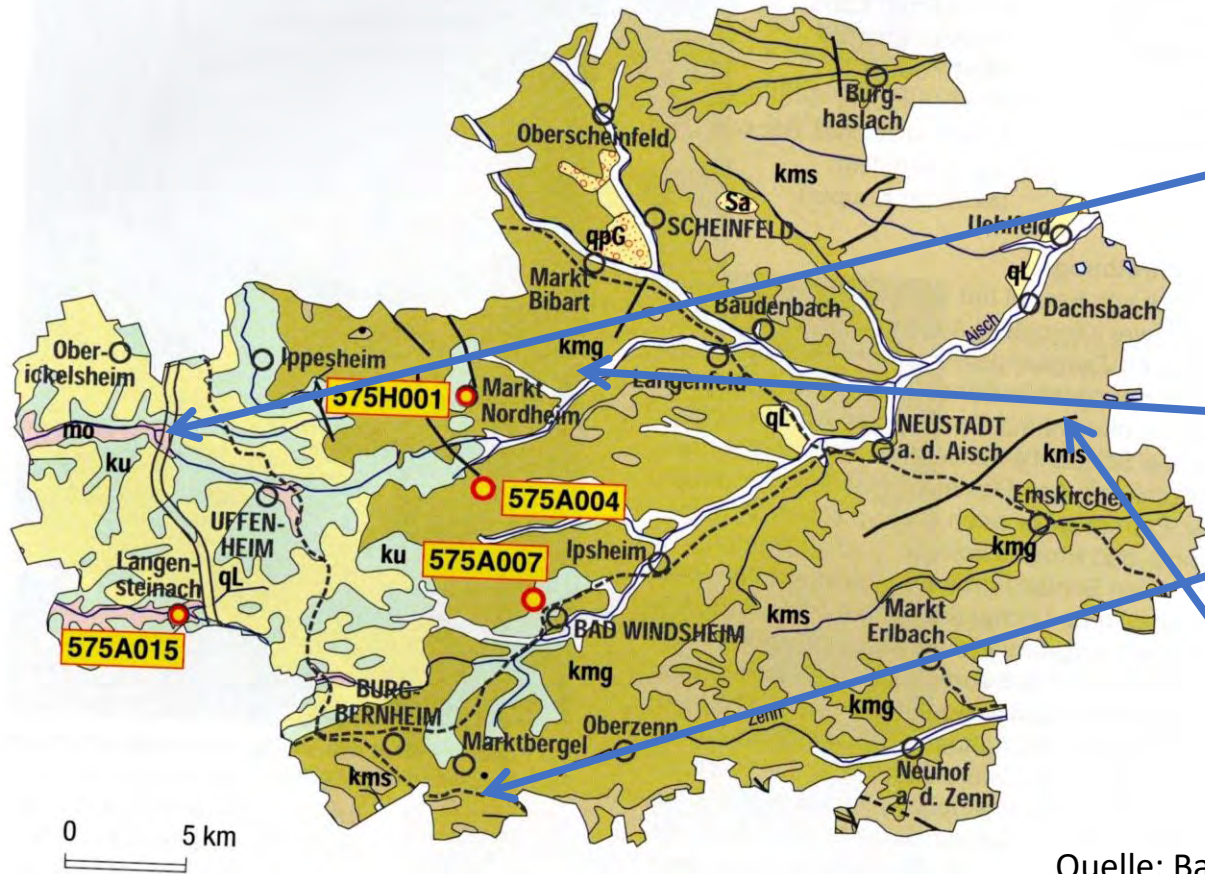 Burg-
haslach
Oberscheinfeld
kms
Sa
SCHEINFELD
Uehlfeld
qpG
Markt
Bibart
qL
Dachsbach
Baudenbach
Aisch
Ober-
ickelsheim
Ippesheim
kmg
Langenfeld
575H001
Markt
Nordheim
mo
qL
NEUSTADT
a. d. Aisch
ku
kms
575A004
Emskirchen
UFFEN-
HEIM
ku
575A007
Ipsheim
kmg
Langen-
steinach
qL
kms
Markt
Erlbach
575A015
BAD WINDSHEIM
kmg
BURG-
BERNHEIM
Oberzenn
Zenn
kmg
Marktbergel
kms
Neuhof
a. d. Zenn
0 5 km
Quelle: Ba